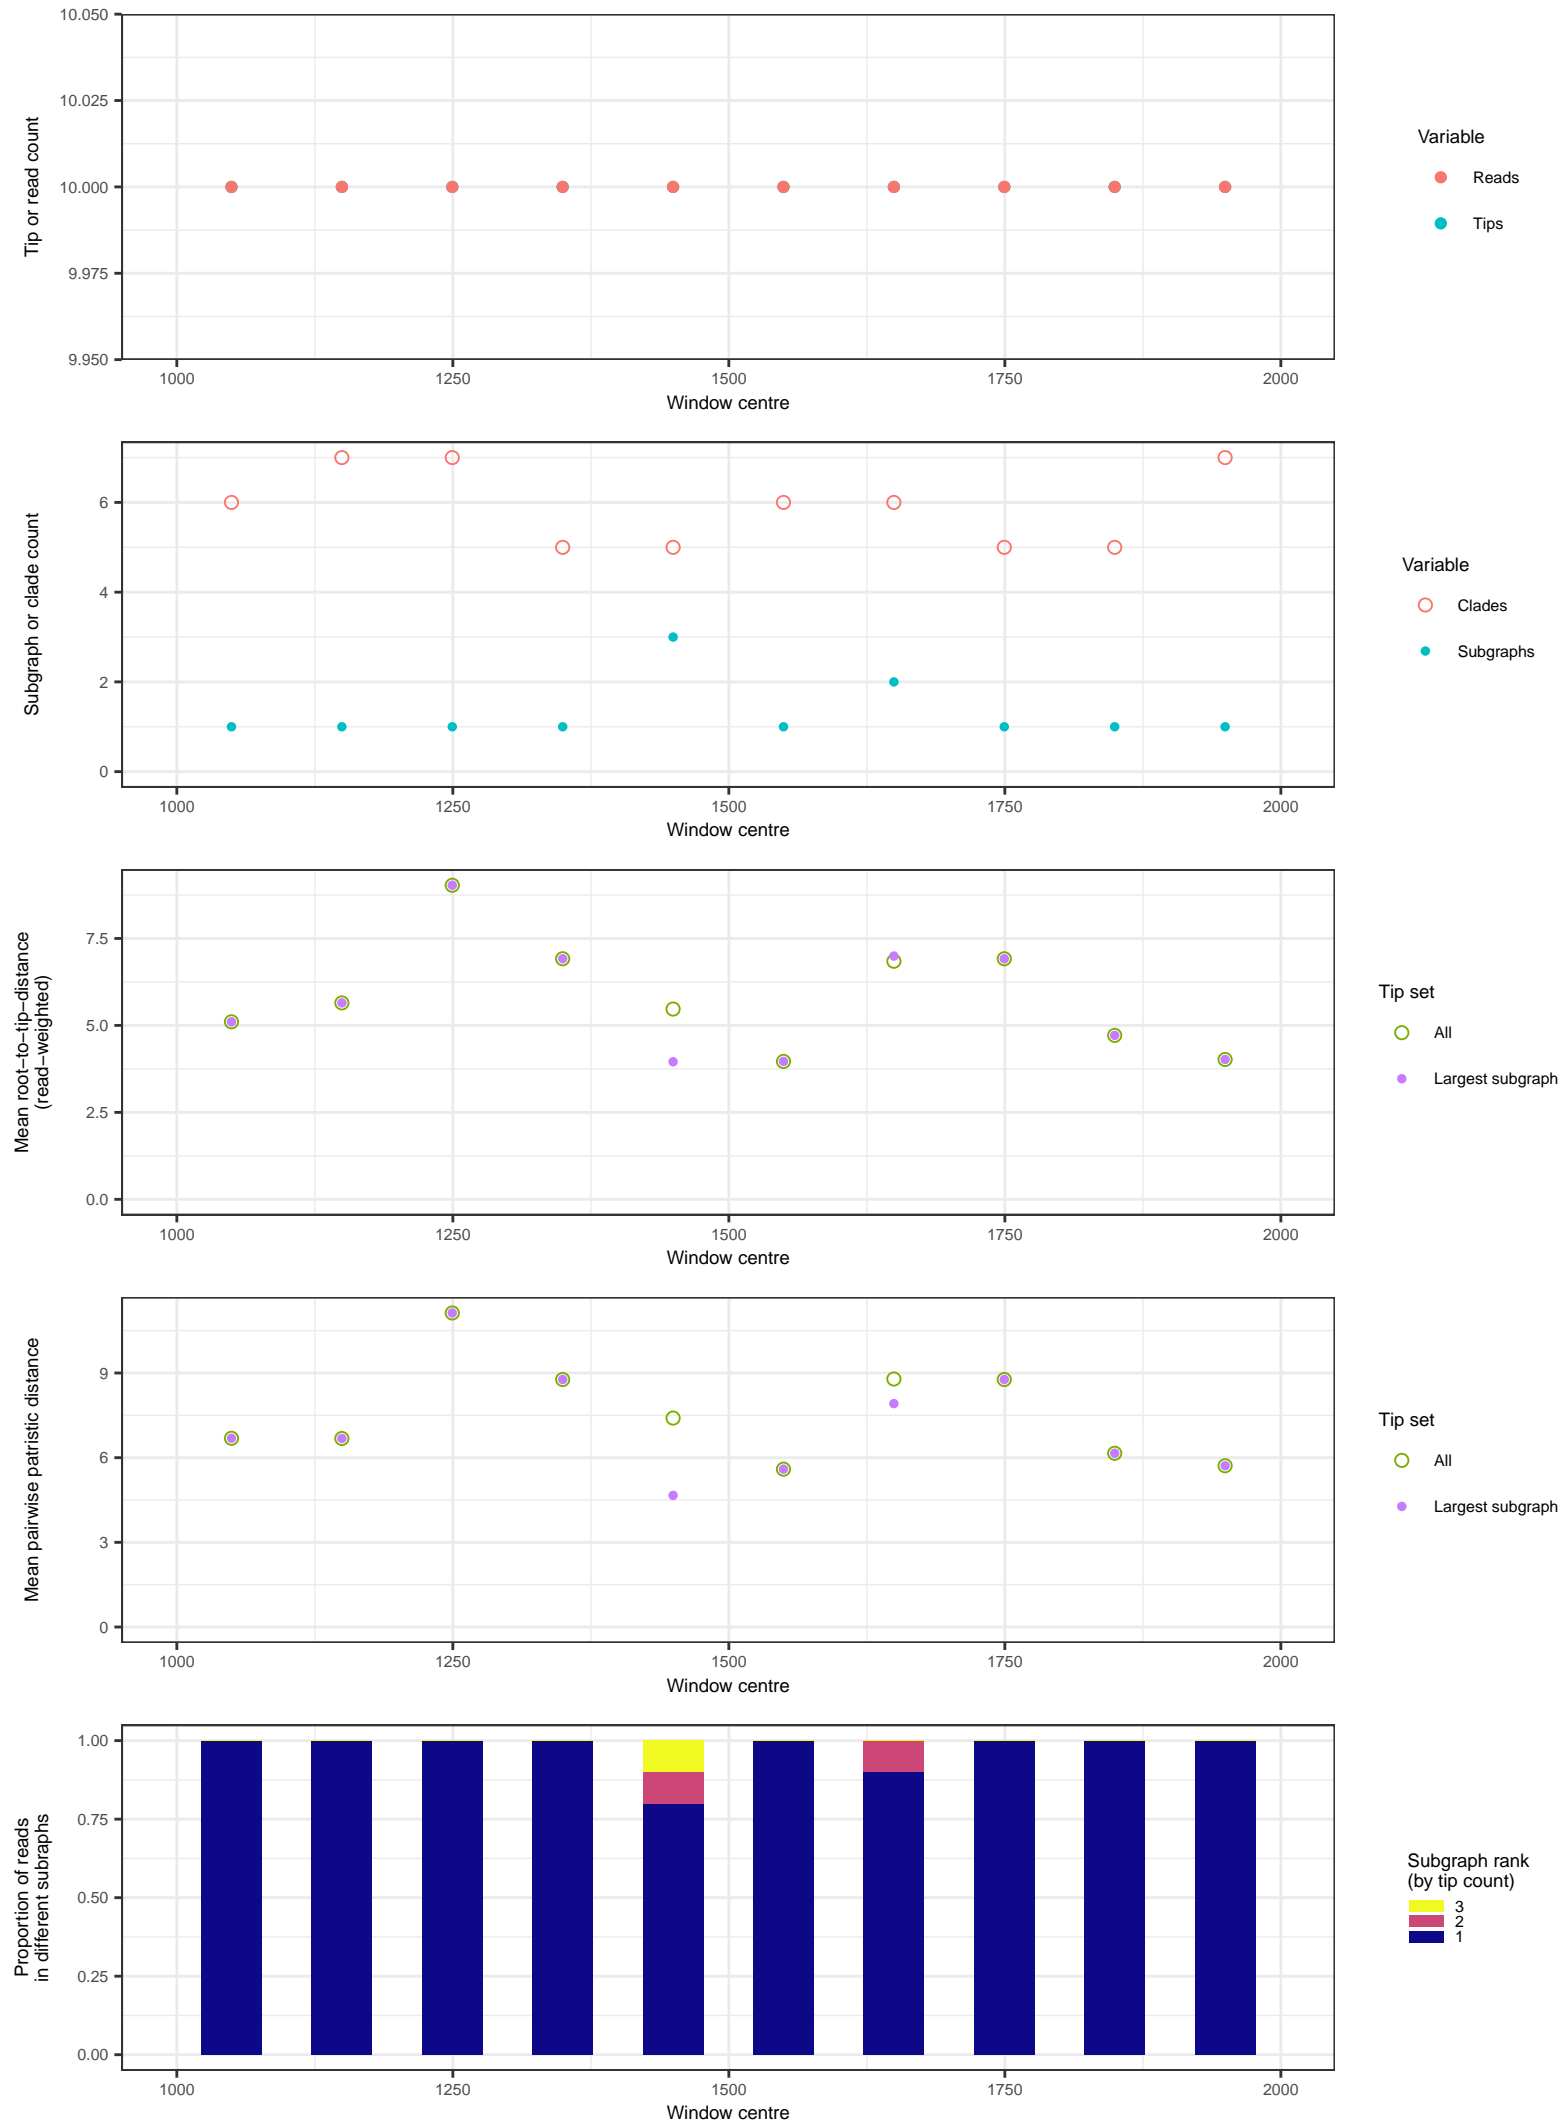 10.050
10.025
10.000
9.975
9.950
Tip or read count
1000 1250 1500 1750 2000
Window centre
Variable
Reads
Tips
6
4
2
0
Subgraph or clade count
1000 1250 1500 1750 2000
Window centre
Variable
Clades
Subgraphs
7.5
5.0
2.5
0.0
Mean root−to−tip−distance
(read−weighted)
1000 1250 1500 1750 2000
Window centre
Tip set
All
Largest subgraph
9
6
3
0
Mean pairwise patristic distance
1000 1250 1500 1750 2000
Window centre
Tip set
All
Largest subgraph
1.00
0.75
0.50
0.25
0.00
Proportion of reads
in different subraphs
1000 1250 1500 1750 2000
Window centre
Subgraph rank
(by tip count)
3
2
1